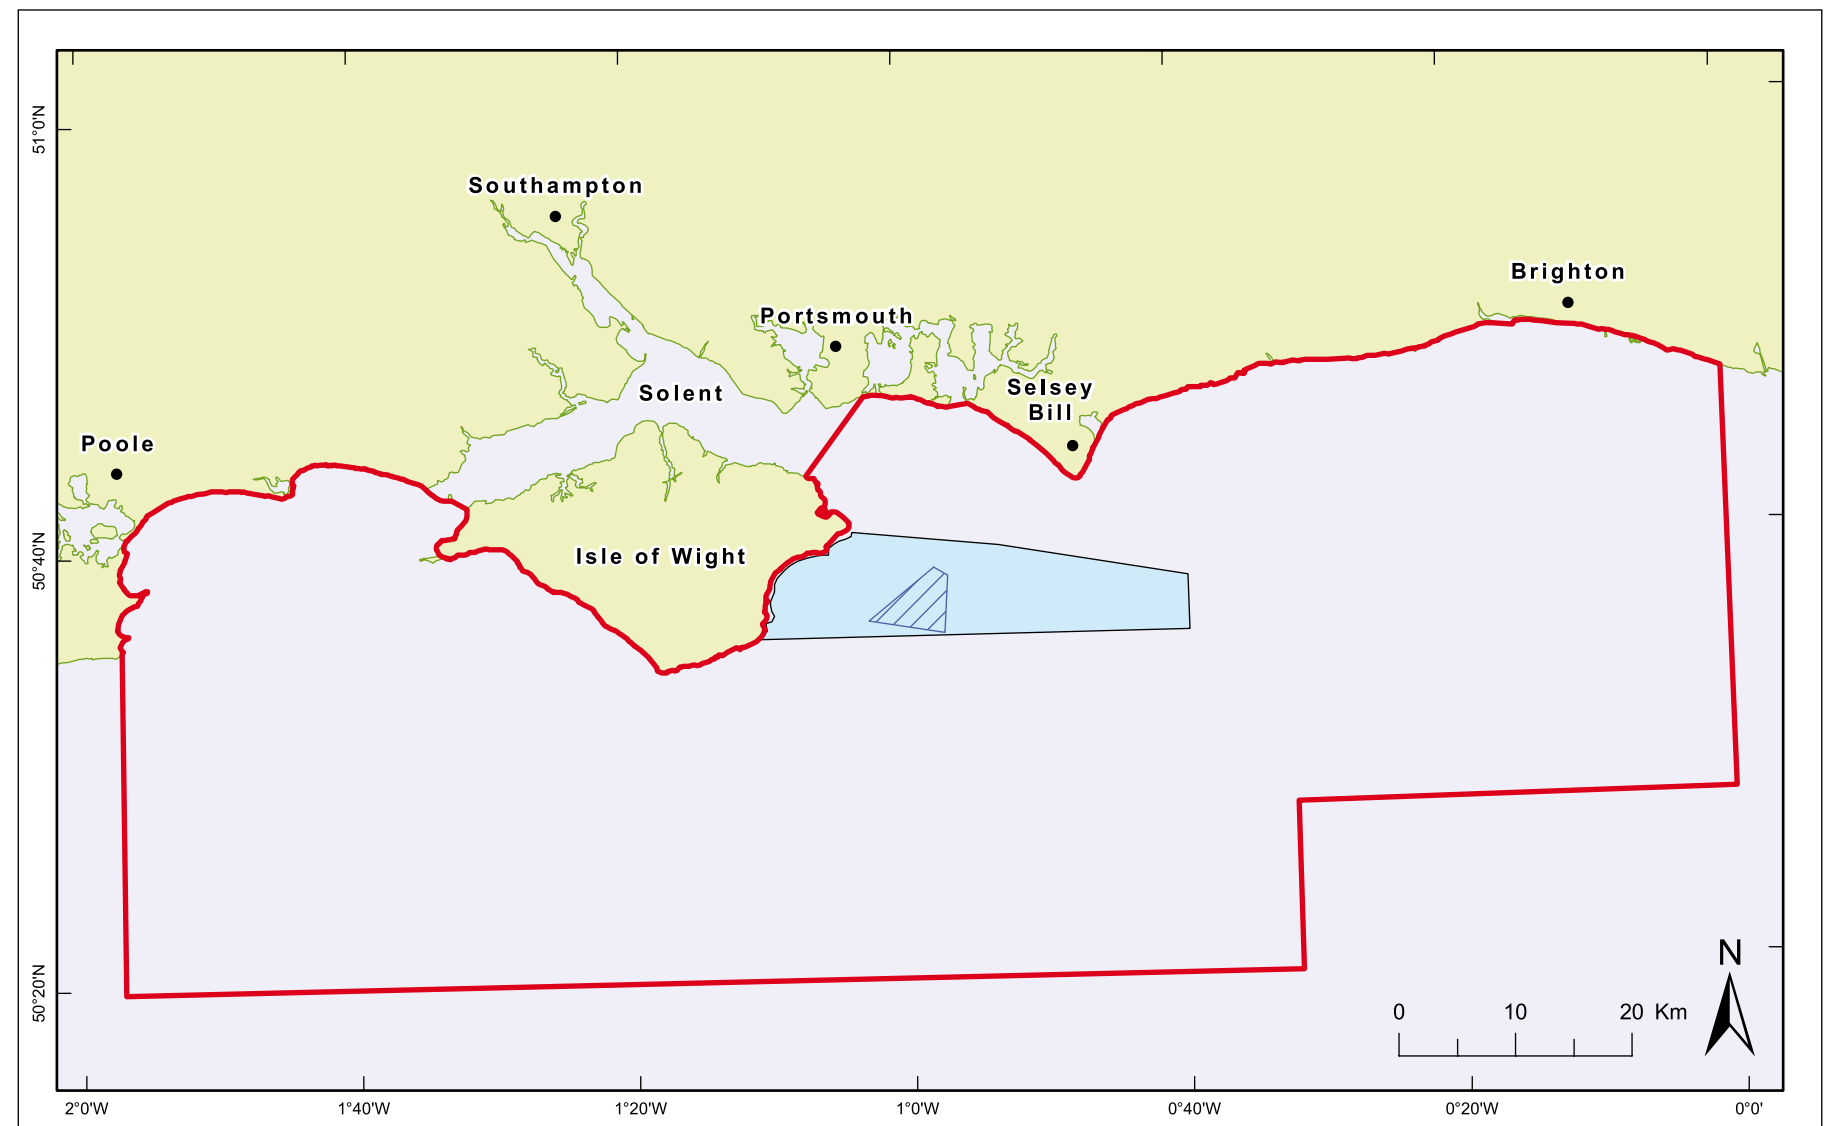 51°0'N
Southampton
Brighton
Portsmouth
Selsey
Bill
Solent
Poole
Isle of Wight
50°40'N
N
50°20'N
0 10 20 Km
2°0'W 1°40'W 1°20'W 1°0'W 0°40'W 0°20'W 0°0'